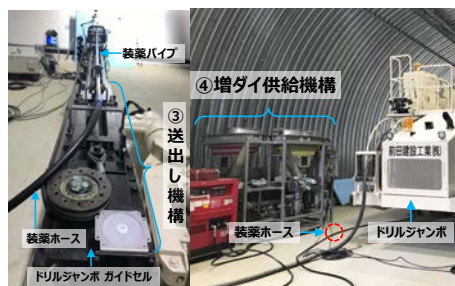 装薬パイプ
③送出し機構
装薬ホース
ドリルジャンボ ガイドセル
④増ダイ供給機構
前田建設工業㈱
装薬ホース
ドリルジャンボ